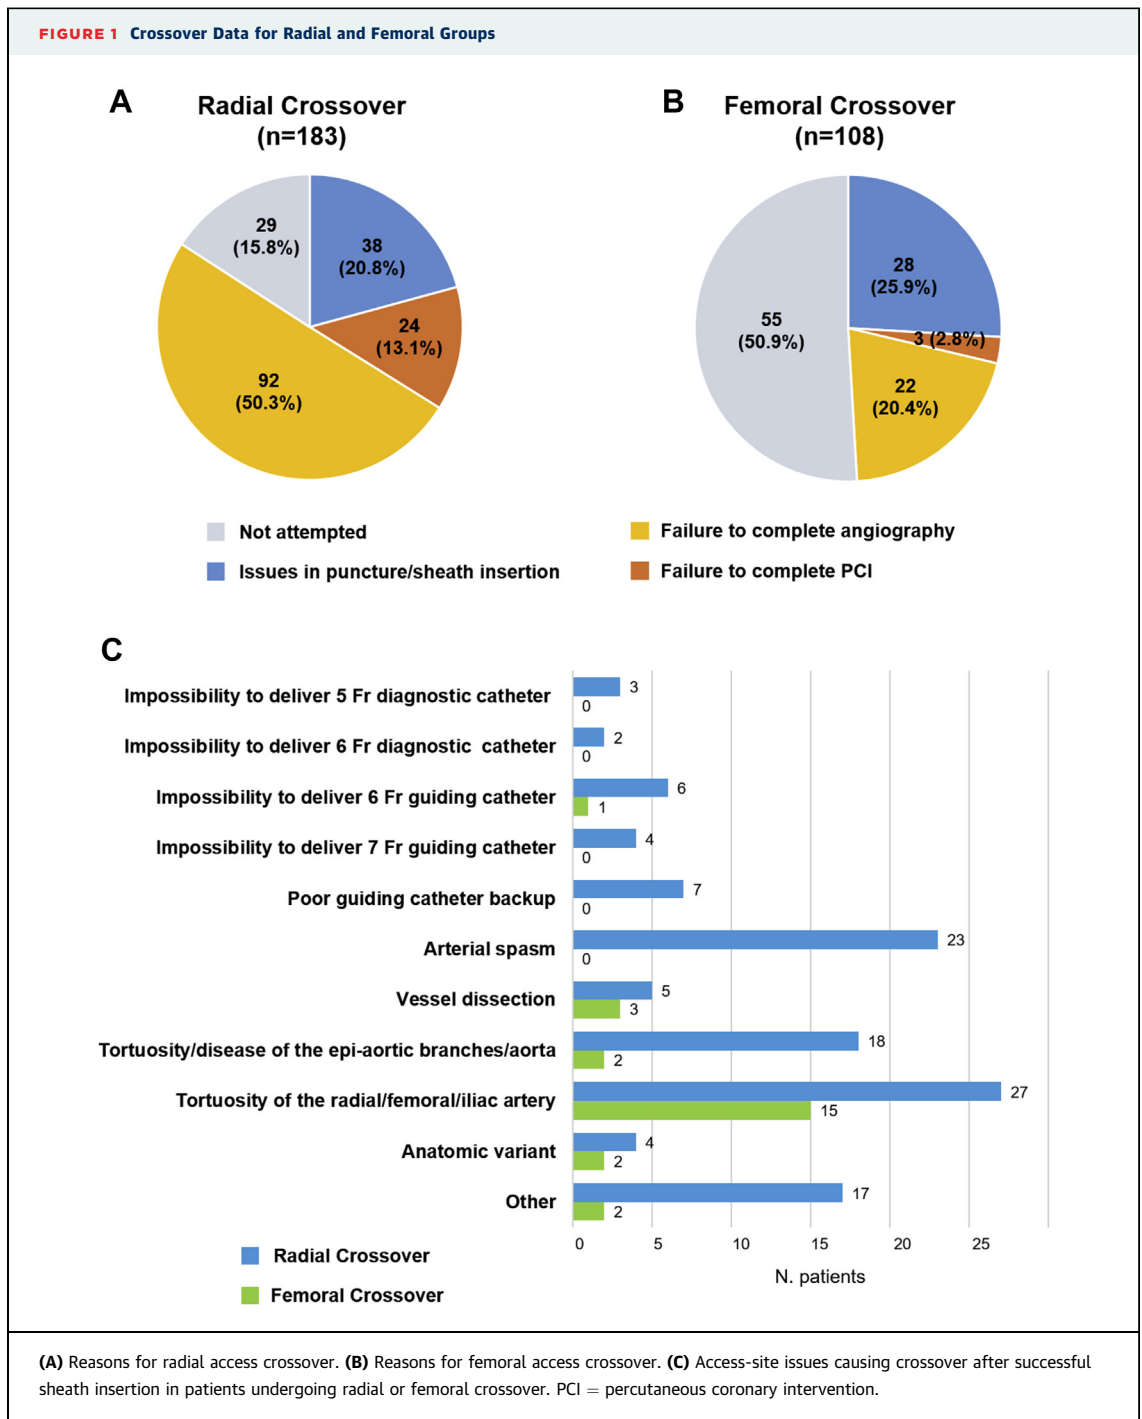 FIGURE 1 Crossover Data for Radial and Femoral Groups
A
Radial Crossover
(n=183)
29
(15.8%)
38
(20.8%)
24
(13.1%)
92
(50.3%)
B
Femoral Crossover
(n=108)
28
(25.9%)
3 (2.8%)
55
(50.9%)
22
(20.4%)
Not attempted
Issues in puncture/sheath insertion
Failure to complete angiography
Failure to complete PCI
C
Impossibility to deliver 5 Fr diagnostic catheter
3
0
Impossibility to deliver 6 Fr diagnostic catheter
2
0
Impossibility to deliver 6 Fr guiding catheter
6
1
Impossibility to deliver 7 Fr guiding catheter
4
0
Poor guiding catheter backup
7
0
Arterial spasm
23
0
Vessel dissection
5
3
Tortuosity/disease of the epi-aortic branches/aorta
18
2
Tortuosity of the radial/femoral/iliac artery
27
15
Anatomic variant
4
2
Other
17
2
0 5 10 15 20 25
N. patients
Radial Crossover
Femoral Crossover
(A) Reasons for radial access crossover. (B) Reasons for femoral access crossover. (C) Access-site issues causing crossover after successful
sheath insertion in patients undergoing radial or femoral crossover. PCI = percutaneous coronary intervention.